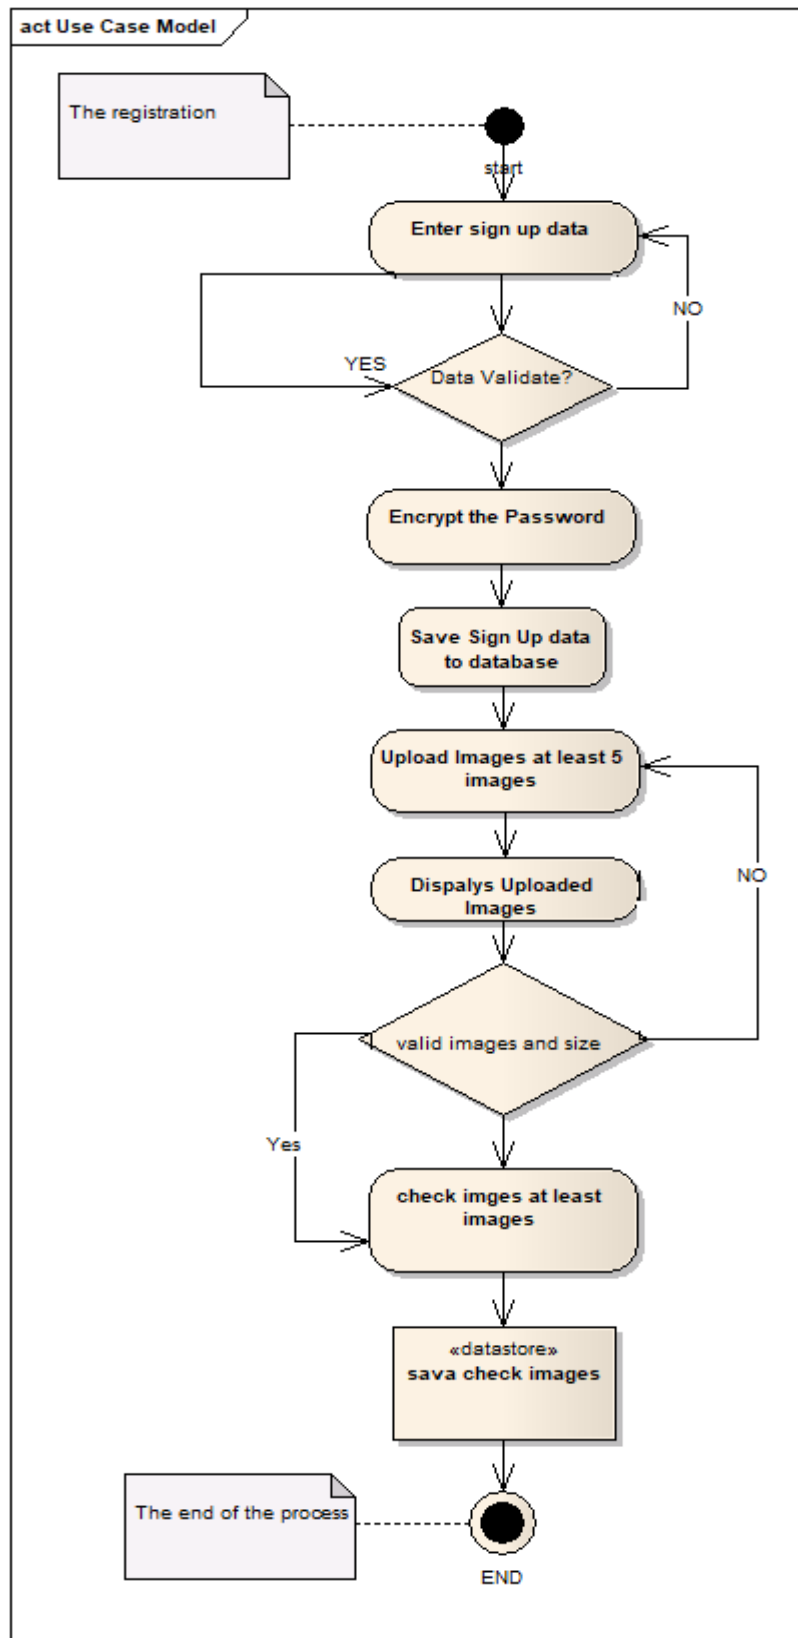 act Use Case Model
The registration
start
Enter sign up data
NO
YES
Data Validate?
Encrypt the Password
Save Sign Up data
to database
Upload Images at least 5
images
Dispalys Uploaded
Images
NO
valid images and size
Yes
check imges at least
images
«datastore»
sava check images
The end of the process
END